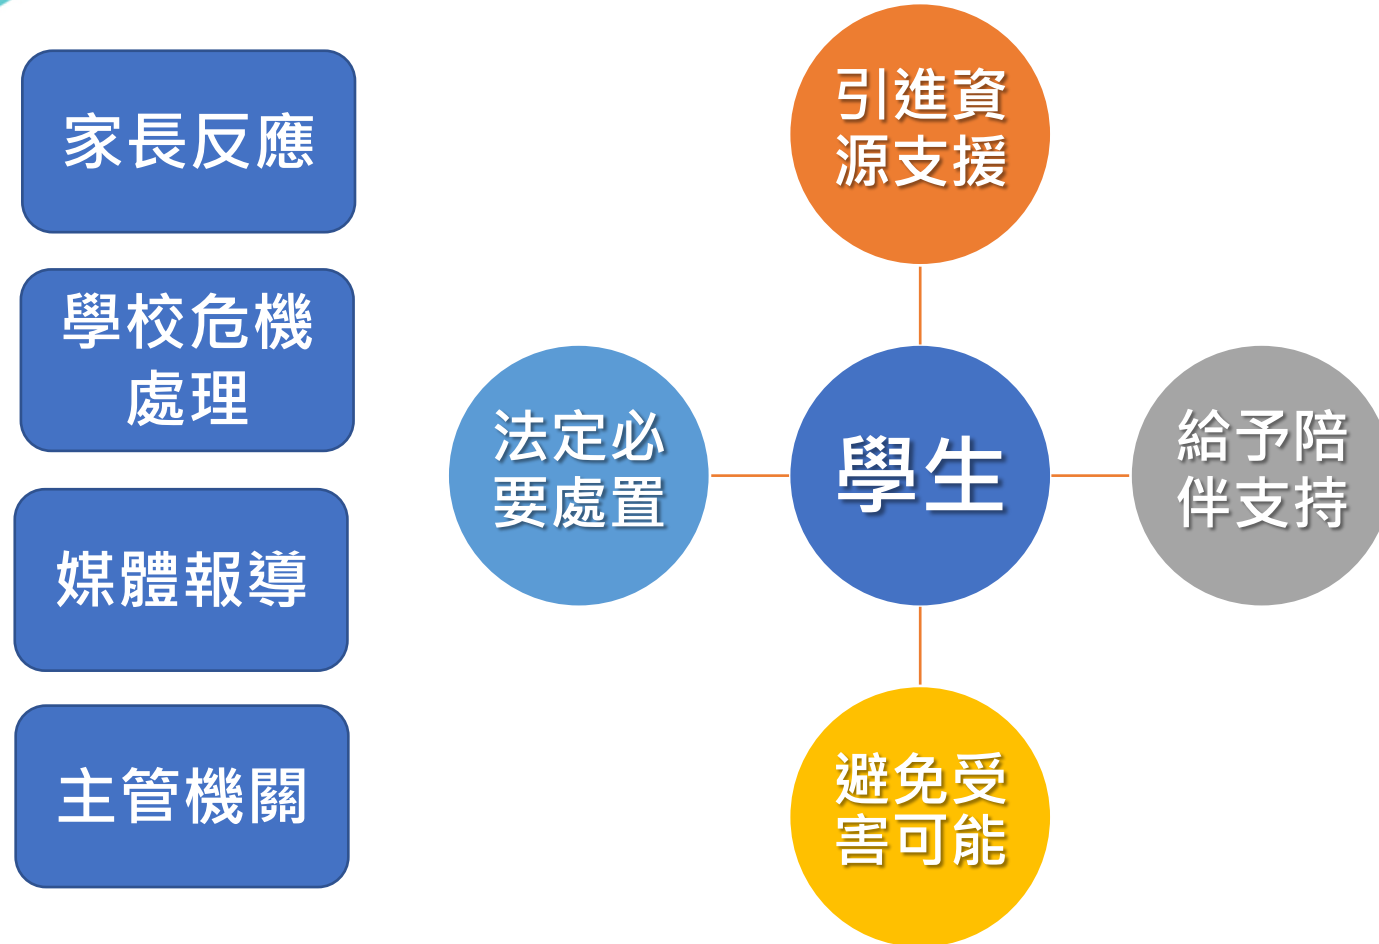 家長反應
學校危機
處理
媒體報導
主管機關
引進資
源支援
法定必
要處置
學生
給予陪
伴支持
避免受
害可能